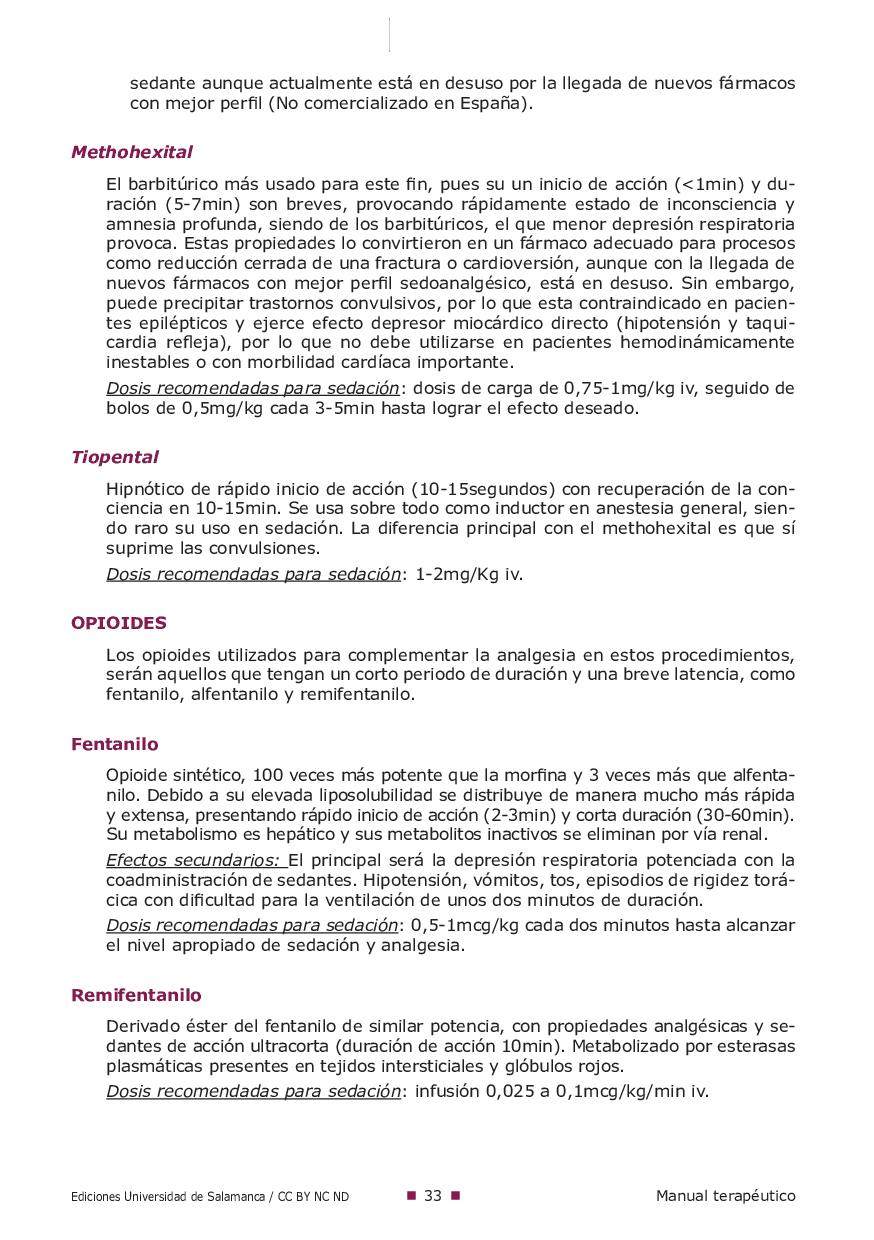 sedante aunque actualmente está en desuso por la llegada de nuevos fármacos
con mejor perfil (No comercializado en España).
Methohexital
El barbitúrico más usado para este fin, pues su un inicio de acción (<1min) y du-
ración (5-7min) son breves, provocando rápidamente estado de inconsciencia y
amnesia profunda, siendo de los barbitúricos, el que menor depresión respiratoria
provoca. Estas propiedades lo convirtieron en un fármaco adecuado para procesos
como reducción cerrada de una fractura o cardioversión, aunque con la llegada de
nuevos fármacos con mejor perfil sedoanalgésico, está en desuso. Sin embargo,
puede precipitar trastornos convulsivos, por lo que esta contraindicado en pacien-
tes epilépticos y ejerce efecto depresor miocárdico directo (hipotensión y taqui-
cardia refleja), por lo que no debe utilizarse en pacientes hemodinámicamente
inestables o con morbilidad cardíaca importante.
Dosis recomendadas para sedación: dosis de carga de 0,75-1mg/kg iv, seguido de
bolos de 0,5mg/kg cada 3-5min hasta lograr el efecto deseado.
Tiopental
Hipnótico de rápido inicio de acción (10-15segundos) con recuperación de la con-
ciencia en 10-15min. Se usa sobre todo como inductor en anestesia general, sien-
do raro su uso en sedación. La diferencia principal con el methohexital es que sí
suprime las convulsiones.
Dosis recomendadas para sedación: 1-2mg/Kg iv.
OPIOIDES
Los opioides utilizados para complementar la analgesia en estos procedimientos,
serán aquellos que tengan un corto periodo de duración y una breve latencia, como
fentanilo, alfentanilo y remifentanilo.
Fentanilo
Opioide sintético, 100 veces más potente que la morfina y 3 veces más que alfenta-
nilo. Debido a su elevada liposolubilidad se distribuye de manera mucho más rápida
y extensa, presentando rápido inicio de acción (2-3min) y corta duración (30-60min).
Su metabolismo es hepático y sus metabolitos inactivos se eliminan por vía renal.
Efectos secundarios: El principal será la depresión respiratoria potenciada con la
coadministración de sedantes. Hipotensión, vómitos, tos, episodios de rigidez torá-
cica con dificultad para la ventilación de unos dos minutos de duración.
Dosis recomendadas para sedación: 0,5-1mcg/kg cada dos minutos hasta alcanzar
el nivel apropiado de sedación y analgesia.
Remifentanilo
Derivado éster del fentanilo de similar potencia, con propiedades analgésicas y se-
dantes de acción ultracorta (duración de acción 10min). Metabolizado por esterasas
plasmáticas presentes en tejidos intersticiales y glóbulos rojos.
Dosis recomendadas para sedación: infusión 0,025 a 0,1mcg/kg/min iv.
Ediciones Universidad de Salamanca / CC BY NC ND ■ 33 ■ Manual terapéutico